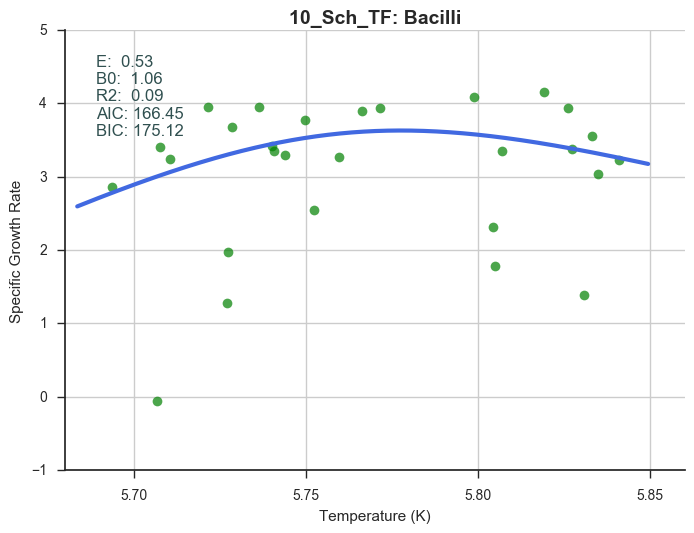 10_Sch_TF: Bacilli
E:  0.53
B0:  1.06
R2:  0.09
AIC: 166.45
BIC: 175.12
5
4
3
2
1
0
−1
Specific Growth Rate
5.70
5.75
5.80
5.85
Temperature (K)